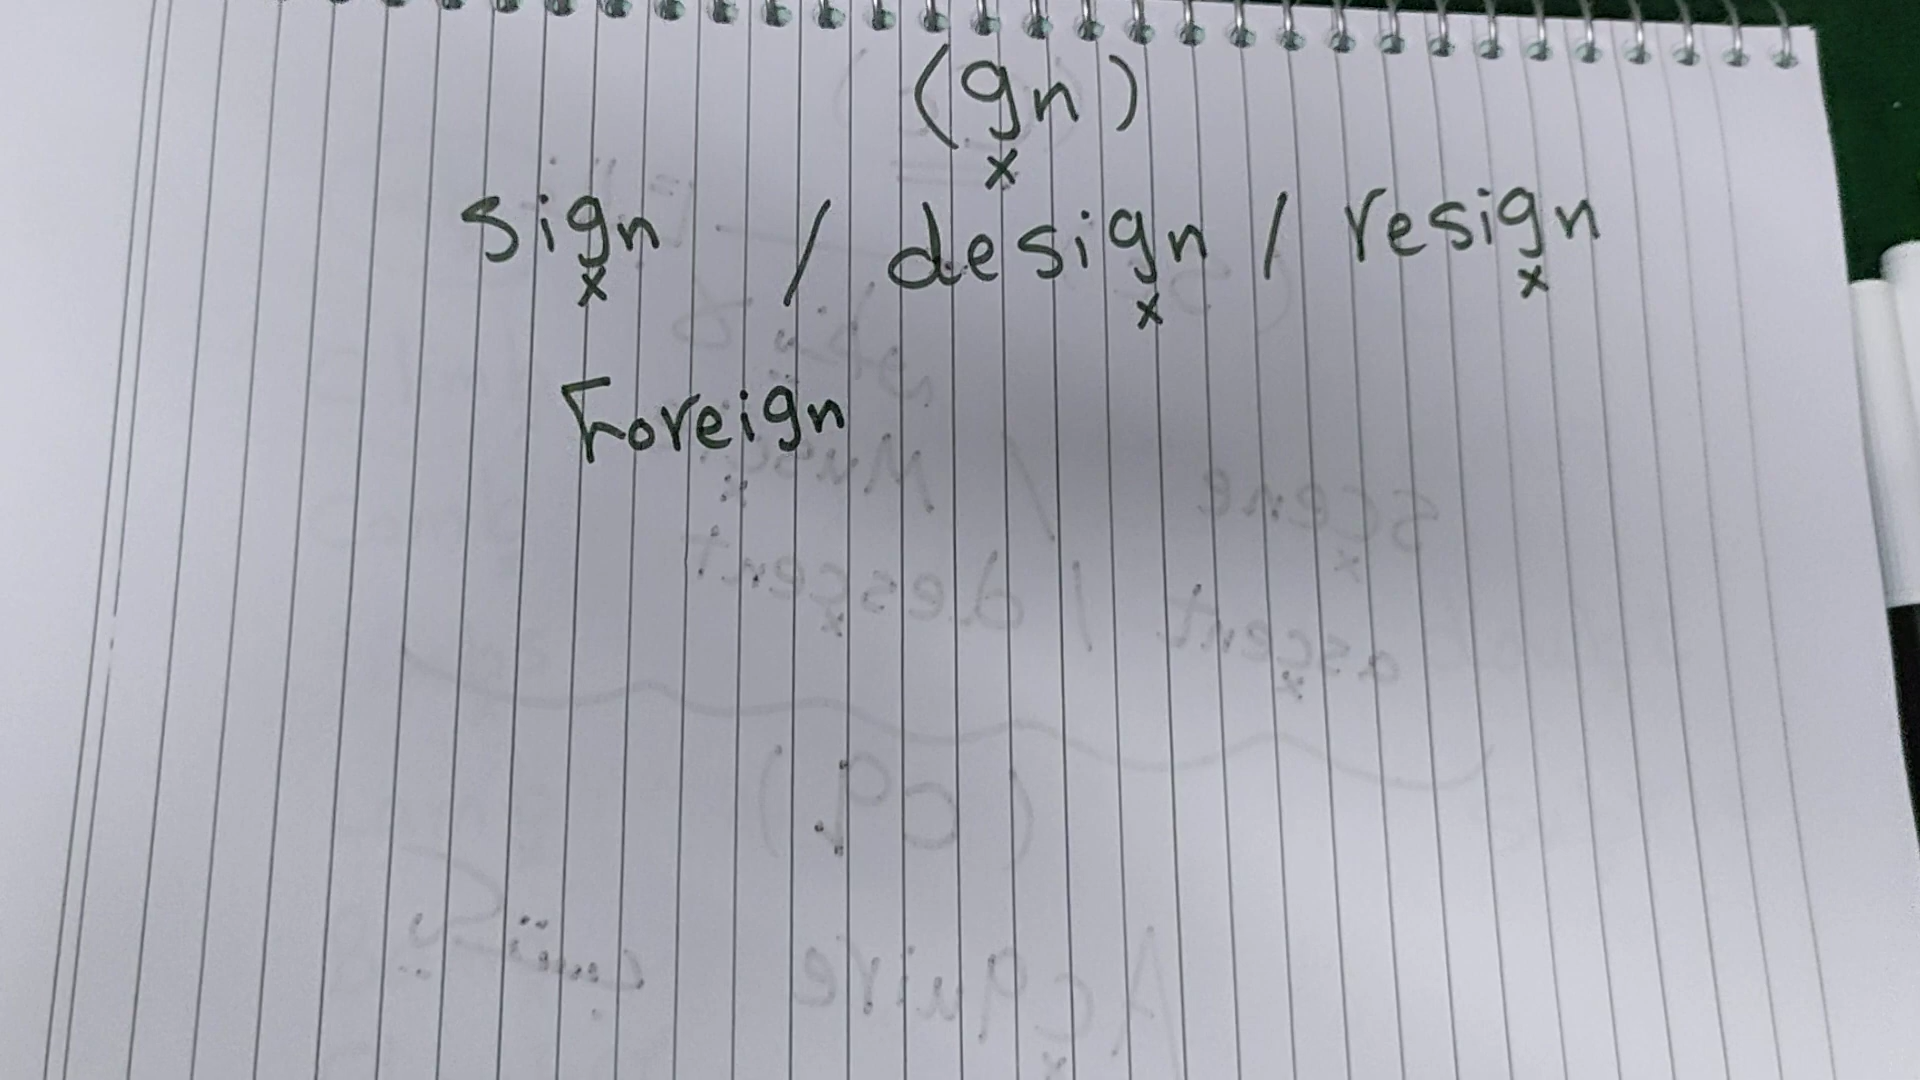 (gn)
x
sign / design / resign
x x x
Foreign